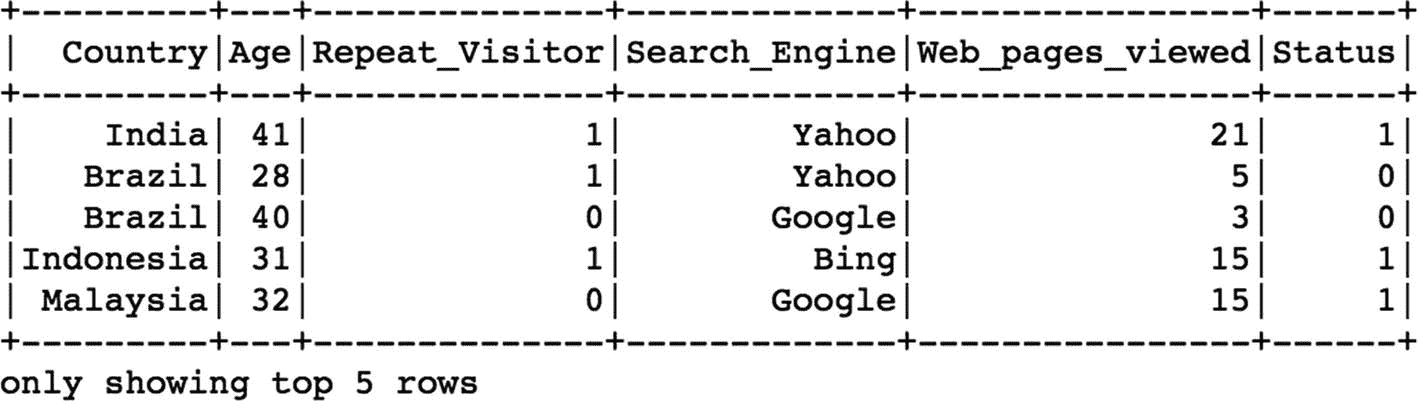 +---------+---+--------------+-------------+----------------+------+
|  Country|Age|Repeat_Visitor|Search_Engine|Web_pages_viewed|Status|
+---------+---+--------------+-------------+----------------+------+
|    India| 41|             1|        Yahoo|              21|     1|
|   Brazil| 28|             1|        Yahoo|               5|     0|
|   Brazil| 40|             0|       Google|               3|     0|
|Indonesia| 31|             1|         Bing|              15|     1|
| Malaysia| 32|             0|       Google|              15|     1|
+---------+---+--------------+-------------+----------------+------+
only showing top 5 rows